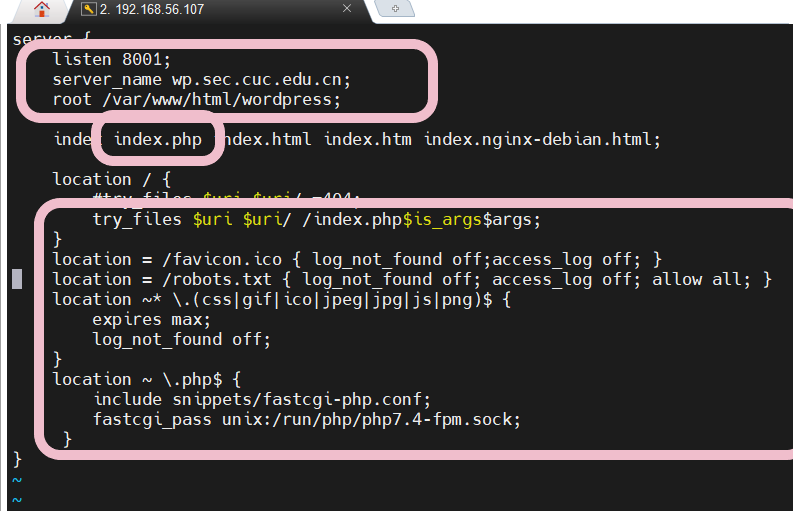 2. 192.168.56.107
server {
listen 8001;
server_name wp.sec.cuc.edu.cn;
root /var/www/html/wordpress;
index index.php index.html index.htm index.nginx-debian.html;
location / {
#try_files $uri $uri/ =404;
try_files $uri $uri/ /index.php$is_args$args;
}
location = /favicon.ico { log_not_found off;access_log off; }
location = /robots.txt { log_not_found off; access_log off; allow all; }
location ~* \.(css|gif|ico|jpeg|jpg|js|png)$ {
expires max;
log_not_found off;
}
location ~ \.php$ {
include snippets/fastcgi-php.conf;
fastcgi_pass unix:/run/php/php7.4-fpm.sock;
}
}
~
~